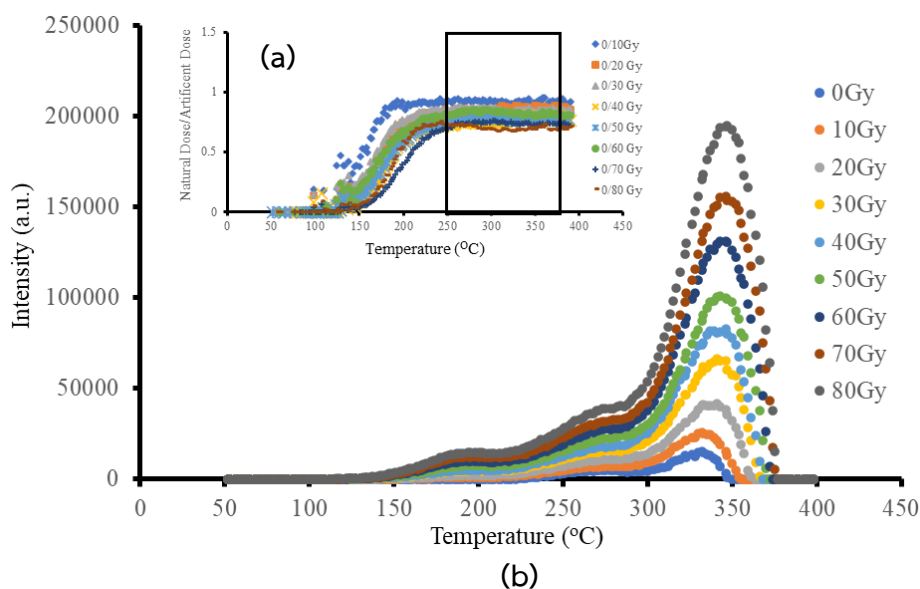 250000
200000
150000
100000
50000
0
Intensity (a.u.)
0
50
100
150
200
250
300
350
400
450
Temperature (oC)
(b)
(a)
1.5
1
0.5
0
Natural Dose/Artificent Dose
0
50
100
150
200
250
300
350
400
450
Temperature (OC)
0/10Gy
0/20 Gy
0/30 Gy
0/40 Gy
0/50 Gy
0/60 Gy
0/70 Gy
0/80 Gy
0Gy
10Gy
20Gy
30Gy
40Gy
50Gy
60Gy
70Gy
80Gy